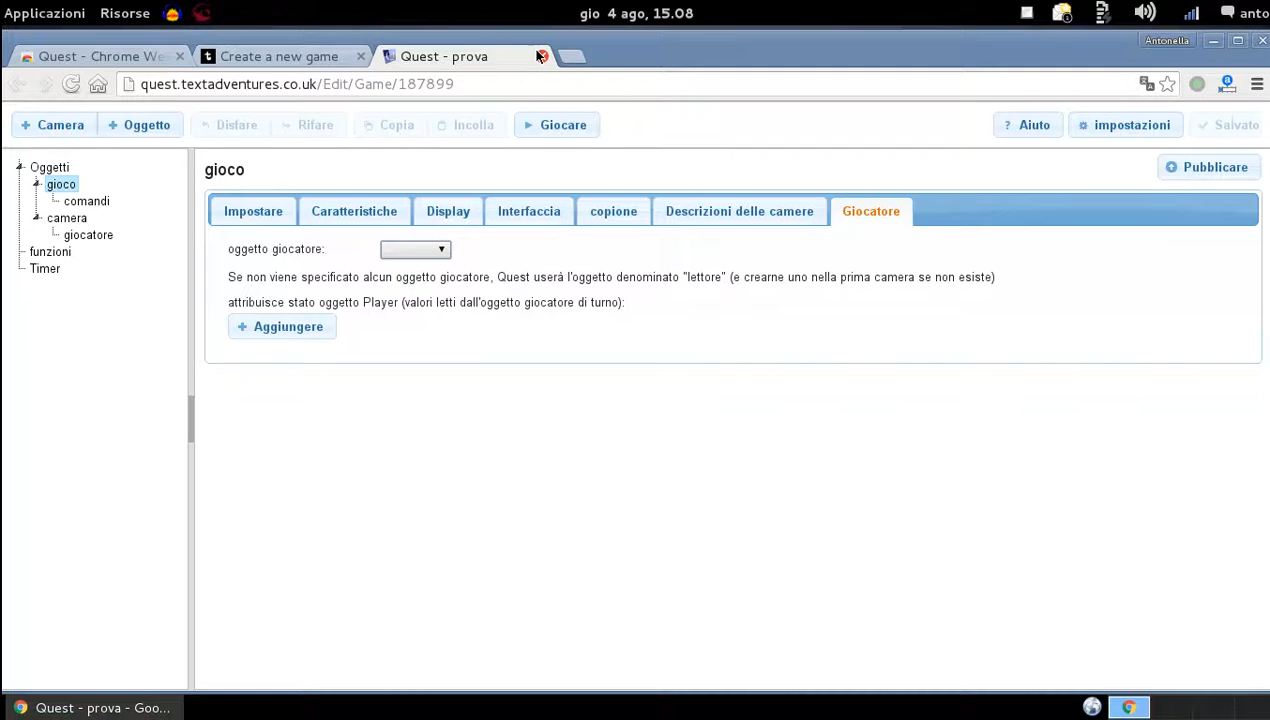 Applicazioni Risorse gio 4 ago, 15.08 anto
Quest - Chrome We Create a new game Quest - prova Antonella
quest.textadventures.co.uk/Edit/Game/187899
+ Camera + Oggetto Disfare Rifare Copia Incolla Giocare ? Aiuto impostazioni Salvato
Oggetti
gioco
comandi
camera
giocatore
funzioni
Timer
gioco Pubblicare
Impostare Caratteristiche Display Interfaccia copione Descrizioni delle camere Giocatore
oggetto giocatore:
Se non viene specificato alcun oggetto giocatore, Quest userà l'oggetto denominato "lettore" (e crearne uno nella prima camera se non esiste)
attribuisce stato oggetto Player (valori letti dall'oggetto giocatore di turno):
+ Aggiungere
Quest - prova - Goo...